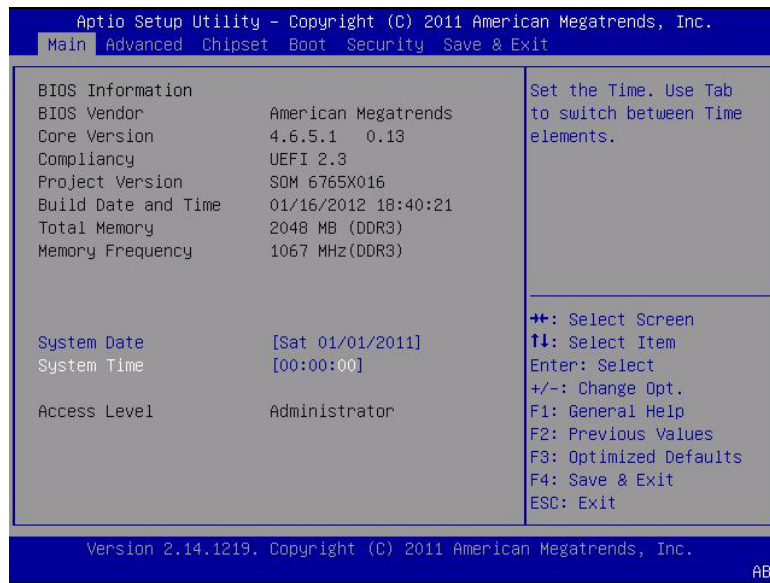 Aptio Setup Utility – Copyright (C) 2011 American Megatrends, Inc.
Main Advanced Chipset Boot Security Save & Exit
BIOS Information
BIOS Vendor American Megatrends
Core Version 4.6.5.1 0.13
Compliancy UEFI 2.3
Project Version SOM 6765X016
Build Date and Time 01/16/2012 18:40:21
Total Memory 2048 MB (DDR3)
Memory Frequency 1067 MHz(DDR3)
System Date [Sat 01/01/2011]
System Time [00:00:00]
Access Level Administrator
Set the Time. Use Tab
to switch between Time
elements.
→←: Select Screen
↑↓: Select Item
Enter: Select
+/-: Change Opt.
F1: General Help
F2: Previous Values
F3: Optimized Defaults
F4: Save & Exit
ESC: Exit
Version 2.14.1219. Copyright (C) 2011 American Megatrends, Inc.
AB